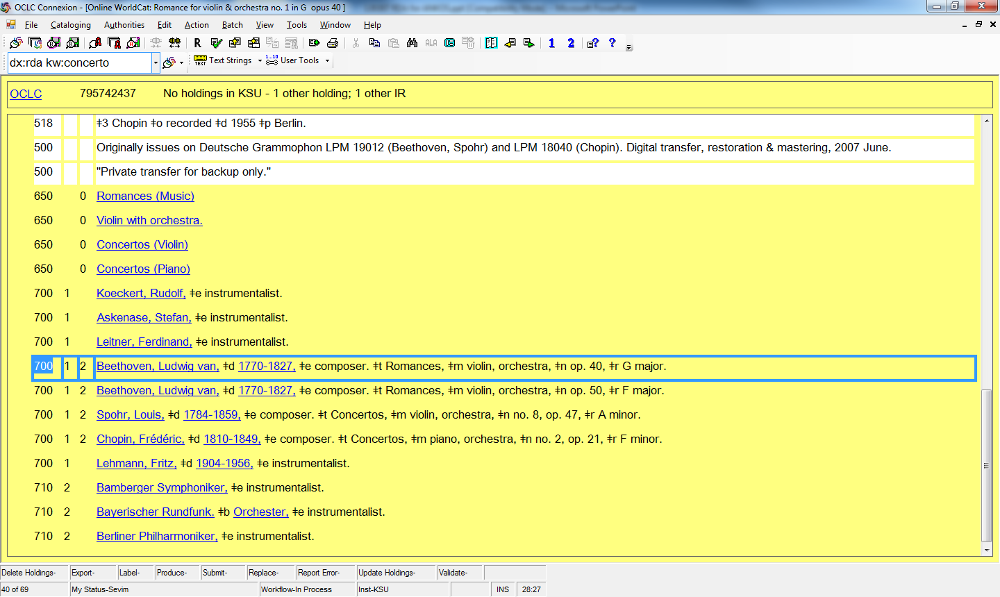 OCLC Connexion - [Online WorldCat: Romance for violin & orchestra no. 1 in G opus 40 ]
File Cataloging Authorities Edit Action Batch View Tools Window Help
R ALA 1 2 ? ?
dx:rda kw:concerto TEXT Text Strings 1...10 User Tools
OCLC 795742437 No holdings in KSU - 1 other holding; 1 other IR
518 ǂ3 Chopin ǂo recorded ǂd 1955 ǂp Berlin.
500 Originally issues on Deutsche Grammophon LPM 19012 (Beethoven, Spohr) and LPM 18040 (Chopin). Digital transfer, restoration & mastering, 2007 June.
500 "Private transfer for backup only."
650 0 Romances (Music)
650 0 Violin with orchestra.
650 0 Concertos (Violin)
650 0 Concertos (Piano)
700 1 Koeckert, Rudolf, ǂe instrumentalist.
700 1 Askenase, Stefan, ǂe instrumentalist.
700 1 Leitner, Ferdinand, ǂe instrumentalist.
700 1 2 Beethoven, Ludwig van, ǂd 1770-1827, ǂe composer. ǂt Romances, ǂm violin, orchestra, ǂn op. 40, ǂr G major.
700 1 2 Beethoven, Ludwig van, ǂd 1770-1827, ǂe composer. ǂt Romances, ǂm violin, orchestra, ǂn op. 50, ǂr F major.
700 1 2 Spohr, Louis, ǂd 1784-1859, ǂe composer. ǂt Concertos, ǂm violin, orchestra, ǂn no. 8, op. 47, ǂr A minor.
700 1 2 Chopin, Frédéric, ǂd 1810-1849, ǂe composer. ǂt Concertos, ǂm piano, orchestra, ǂn no. 2, op. 21, ǂr F minor.
700 1 Lehmann, Fritz, ǂd 1904-1956, ǂe instrumentalist.
710 2 Bamberger Symphoniker, ǂe instrumentalist.
710 2 Bayerischer Rundfunk. ǂb Orchester, ǂe instrumentalist.
710 2 Berliner Philharmoniker, ǂe instrumentalist.
Delete Holdings- Export- Label- Produce- Submit- Replace- Report Error- Update Holdings- Validate-
40 of 69 My Status-Sevim Workflow-In Process Inst-KSU INS 28:27